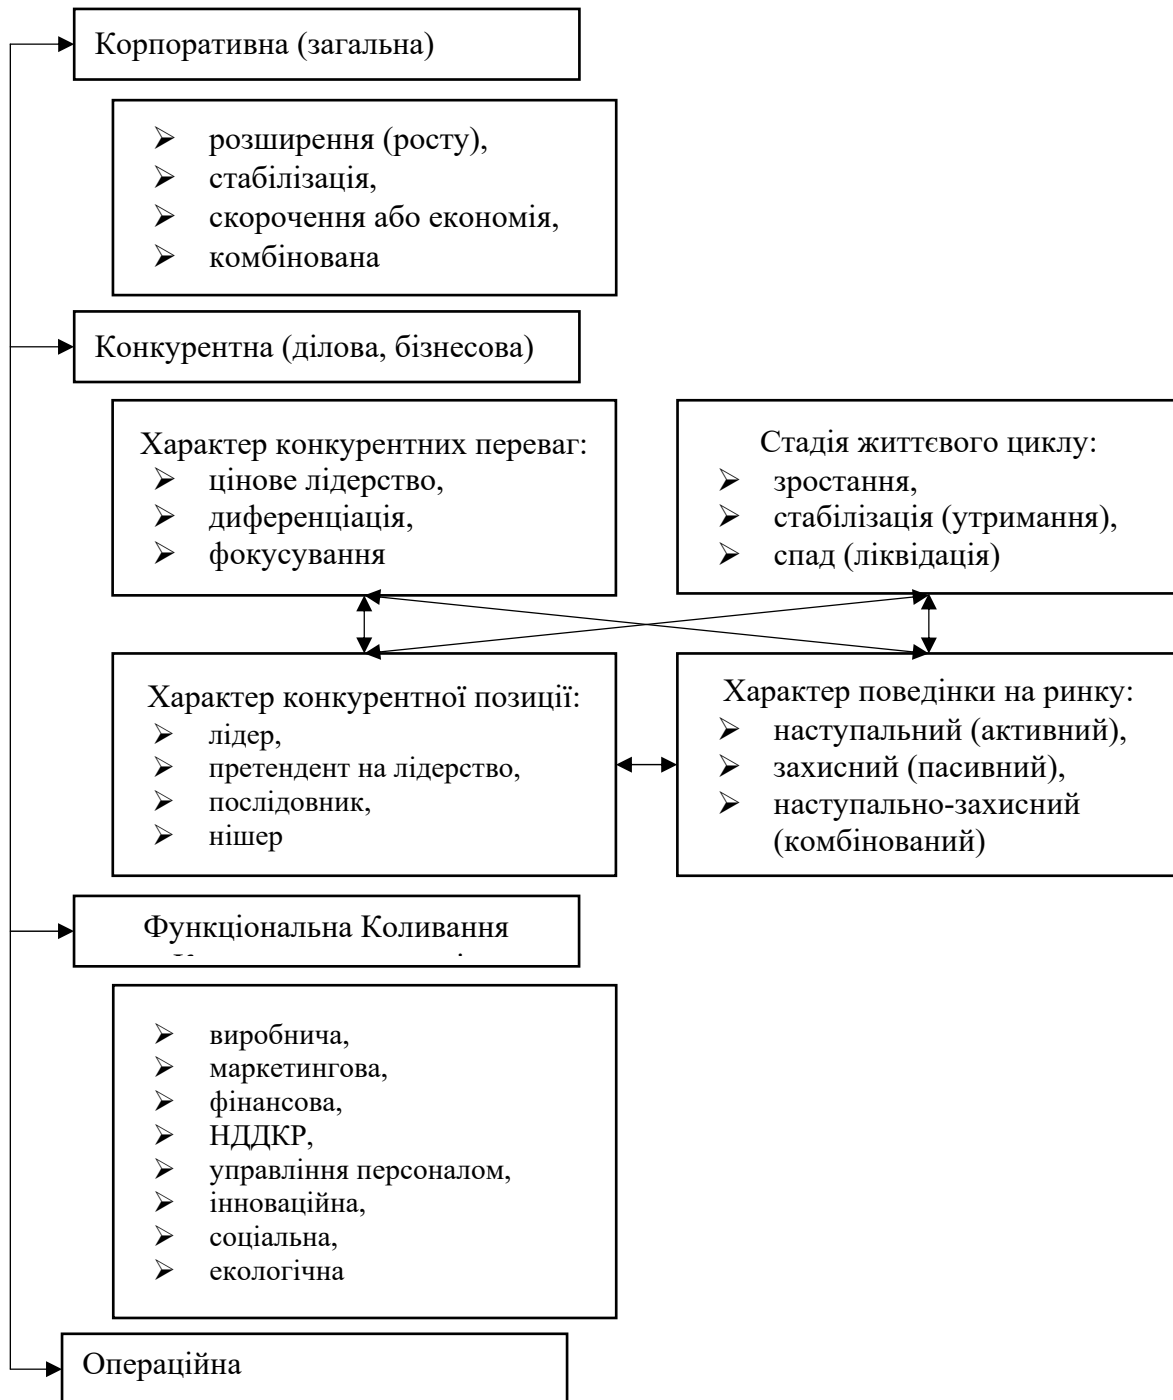 Корпоративна (загальна)
➢ розширення (росту),
➢ стабілізація,
➢ скорочення або економія,
➢ комбінована
Конкурентна (ділова, бізнесова)
Характер конкурентних переваг:
➢ цінове лідерство,
➢ диференціація,
➢ фокусування
Стадія життєвого циклу:
➢ зростання,
➢ стабілізація (утримання),
➢ спад (ліквідація)
Характер конкурентної позиції:
➢ лідер,
➢ претендент на лідерство,
➢ послідовник,
➢ нішер
Характер поведінки на ринку:
➢ наступальний (активний),
➢ захисний (пасивний),
➢ наступально-захисний
(комбінований)
Функціональна Коливання
➢ виробнича,
➢ маркетингова,
➢ фінансова,
➢ НДДКР,
➢ управління персоналом,
➢ інноваційна,
➢ соціальна,
➢ екологічна
Операційна